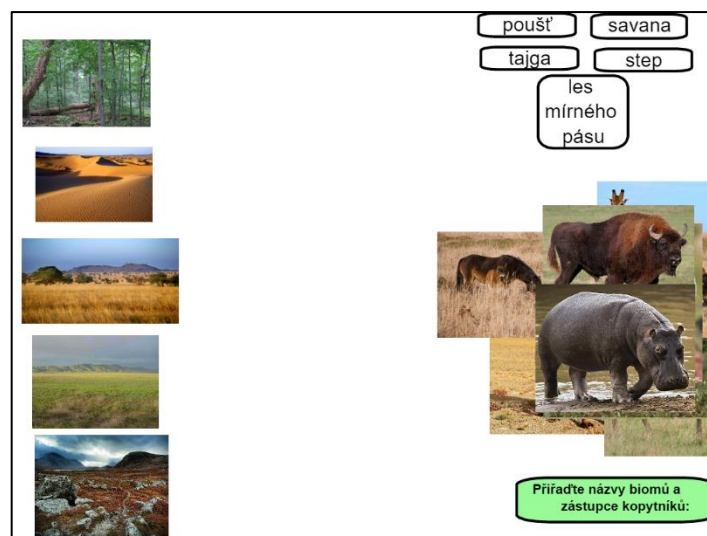 poušť
savana
tajga
step
les
mírného
pásu
Přiřaďte názvy biomů a
zástupce kopytníků: